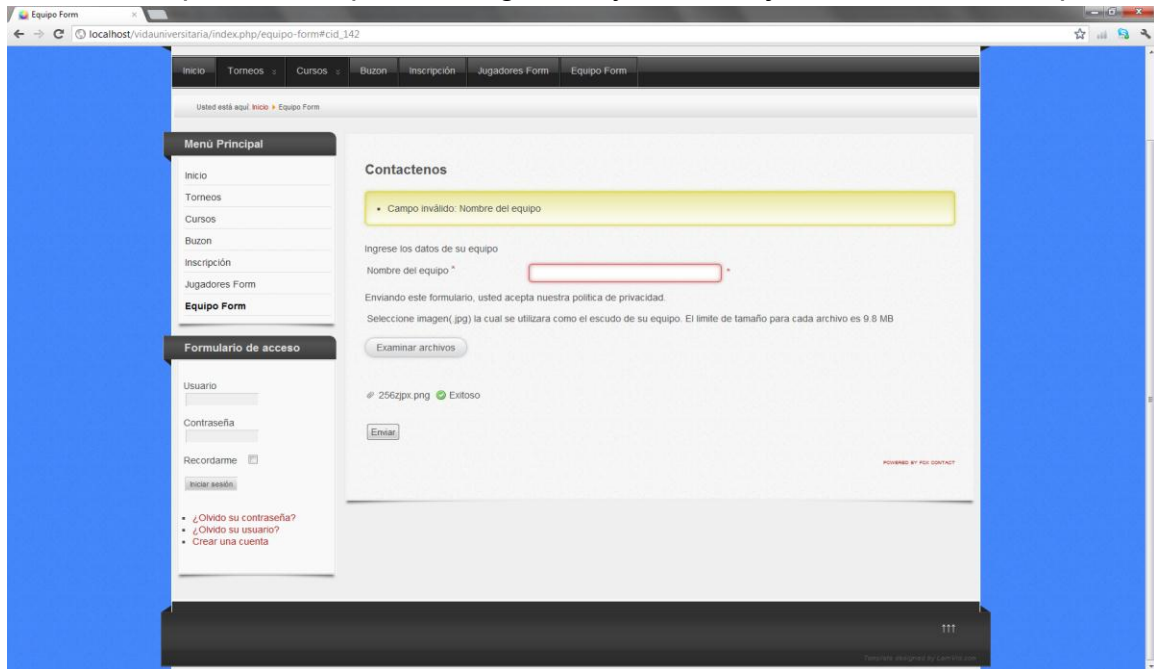 Equipo Form
localhost/vidauniversitaria/index.php/equipo-form#cid_142
Inicio Torneos Cursos Buzon Inscripción Jugadores Form Equipo Form
Usted está aquí: Inicio Equipo Form
Menú Principal
Inicio
Torneos
Cursos
Buzon
Inscripción
Jugadores Form
Equipo Form
Formulario de acceso
Usuario
Contraseña
Recordarme
Iniciar sesión
¿Olvido su contraseña?
¿Olvido su usuario?
Crear una cuenta
Contactenos
Campo inválido: Nombre del equipo
Ingrese los datos de su equipo
Nombre del equipo * *
Enviando este formulario, usted acepta nuestra politica de privacidad.
Seleccione imagen(.jpg) la cual se utilizara como el escudo de su equipo. El limite de tamaño para cada archivo es 9.8 MB
Examinar archivos
256zjpx.png Exitoso
Enviar
POWERED BY FOX CONTACT
↑↑↑